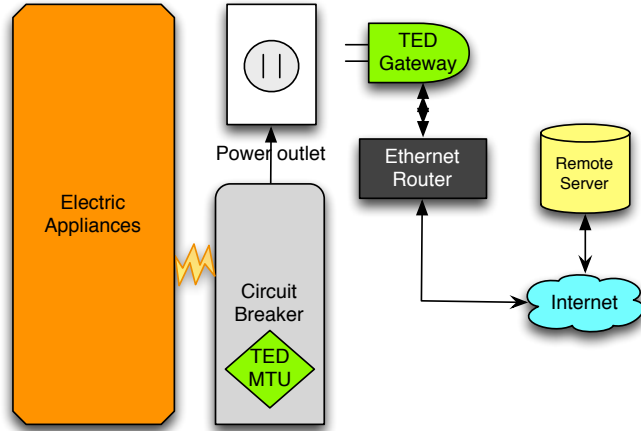 TED
Gateway
Power outlet
Ethernet
Router
Remote
Server
Electric
Appliances
Circuit
Breaker
Internet
TED
MTU